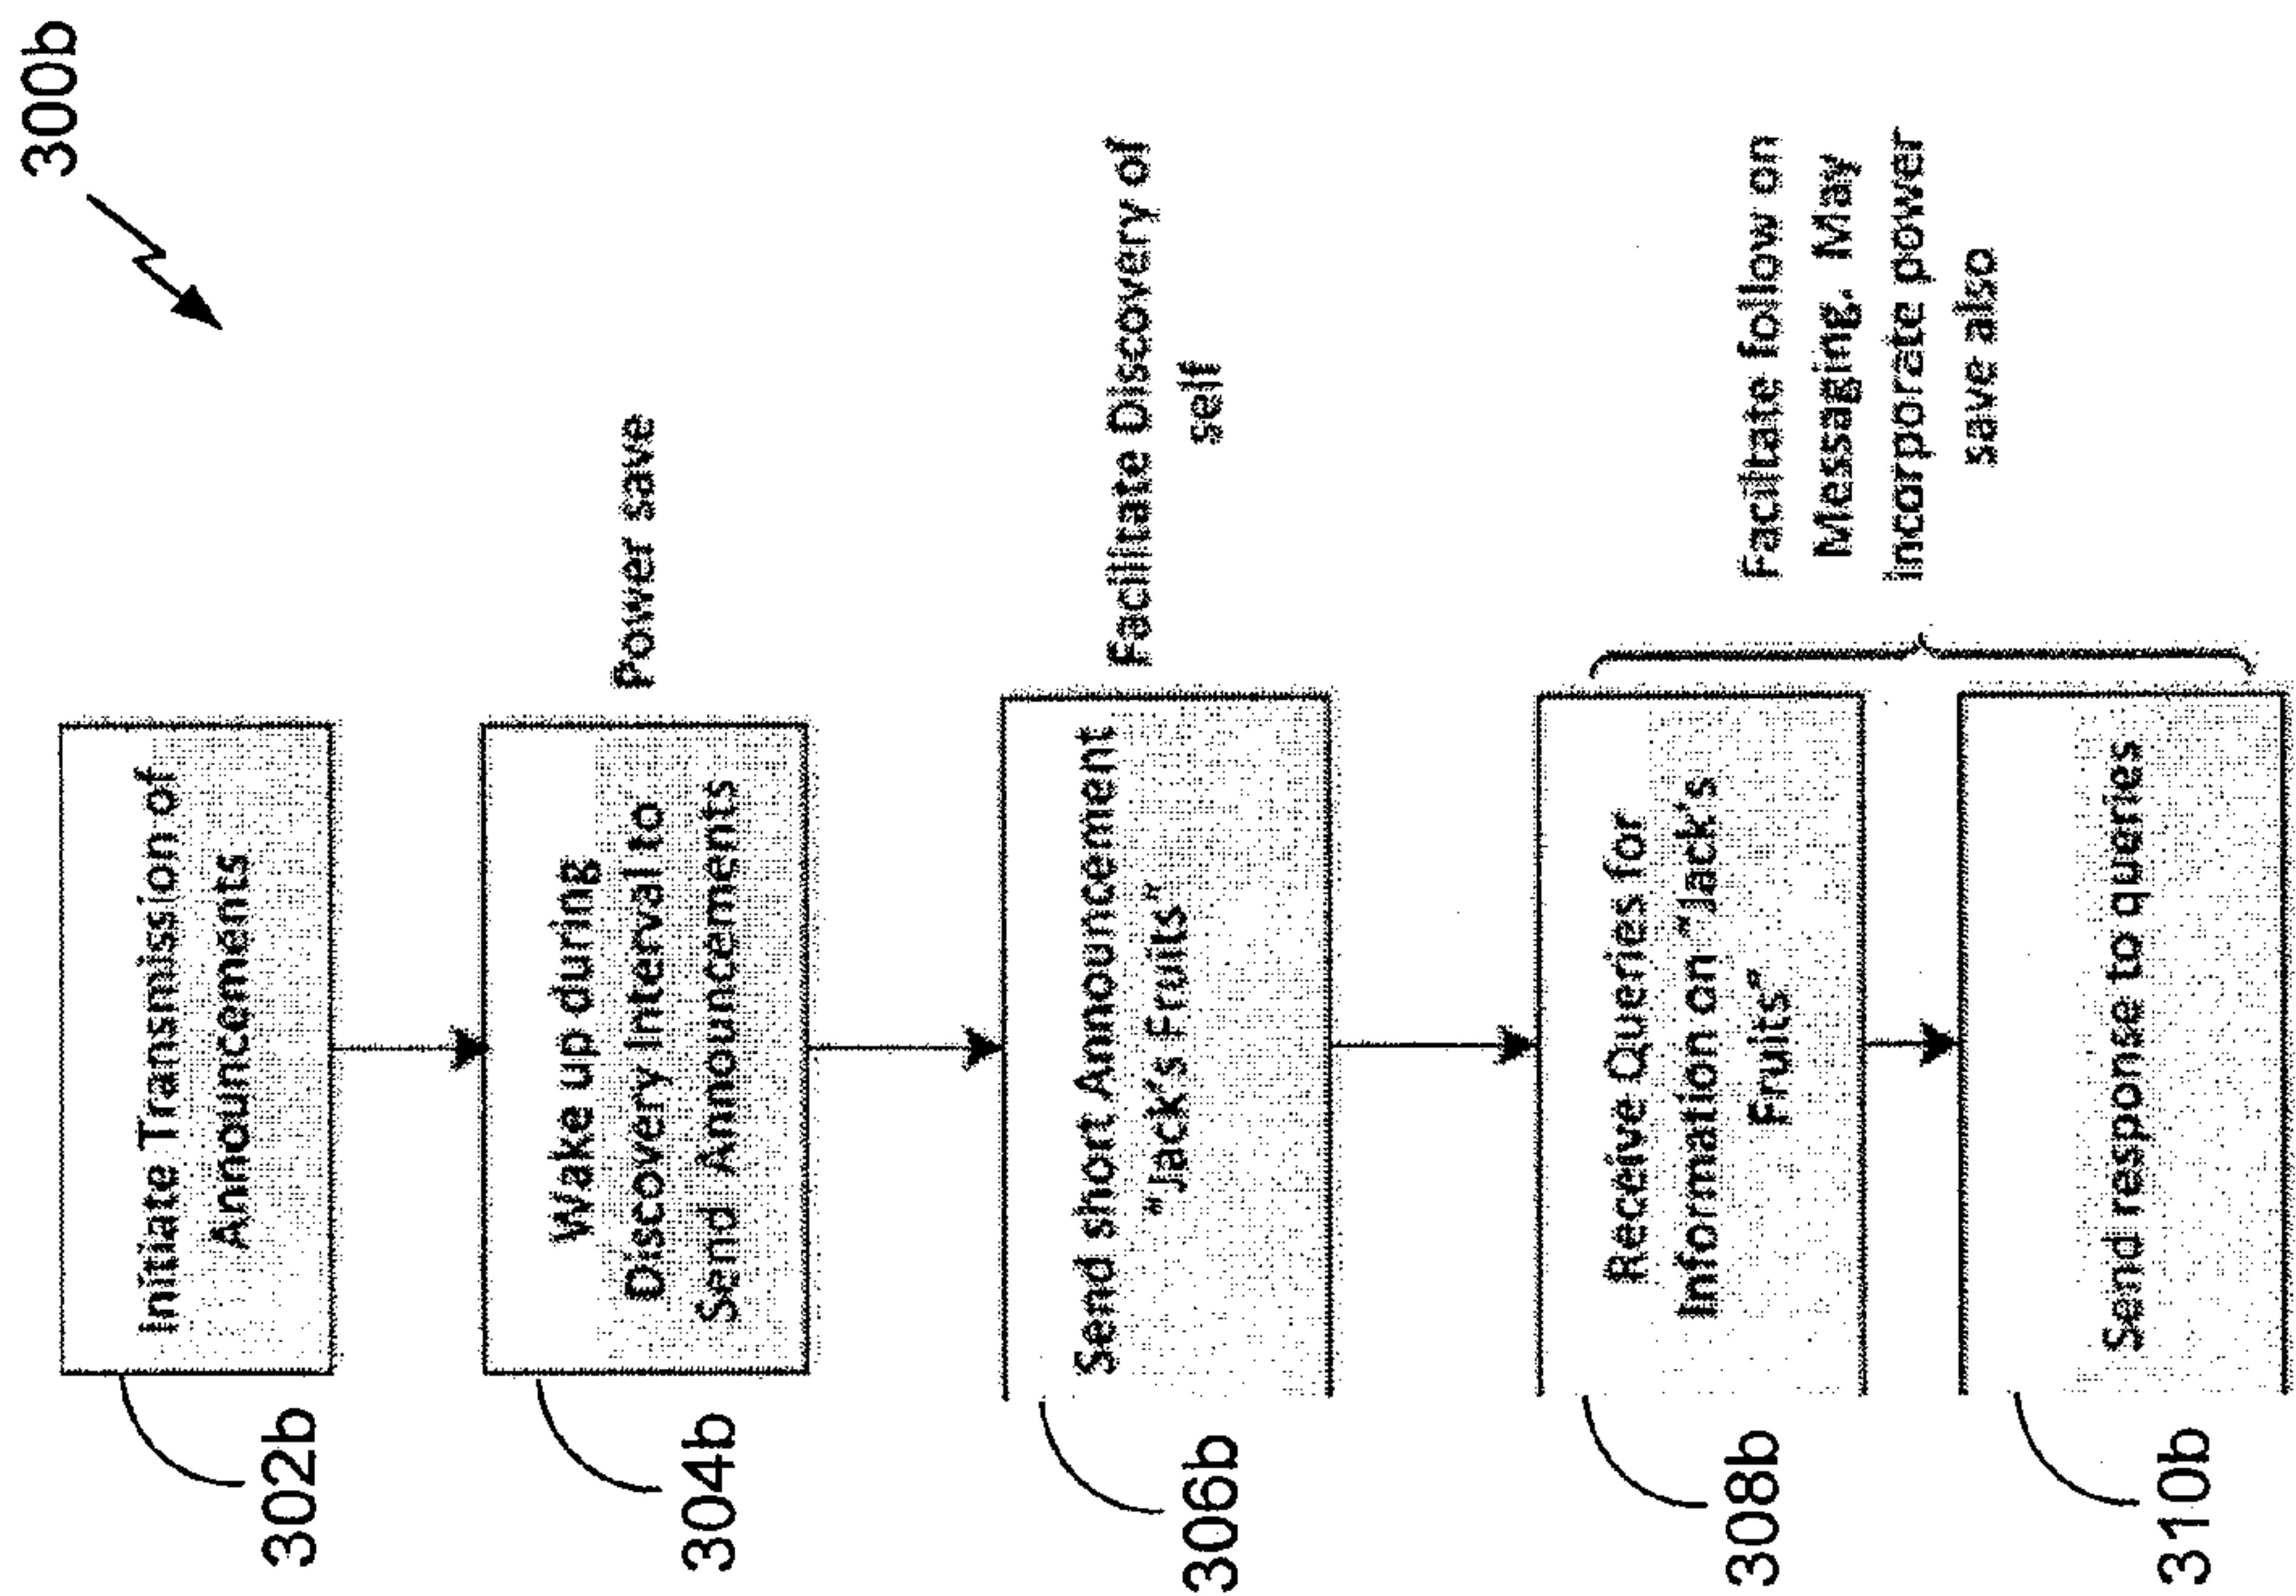 300b
302b
Initiate Transmission of
Announcements
304b
Wake up during
Discovery Interval to
Send Announcements
Power save
306b
Send short Announcement
"Jack's Fruits"
Facilitate Discovery of
self
308b
Receive Queries for
Information on "Jack's
Fruits"
310b
Send response to queries
Facilitate follow on
Messaging. May
incorporate power
save also